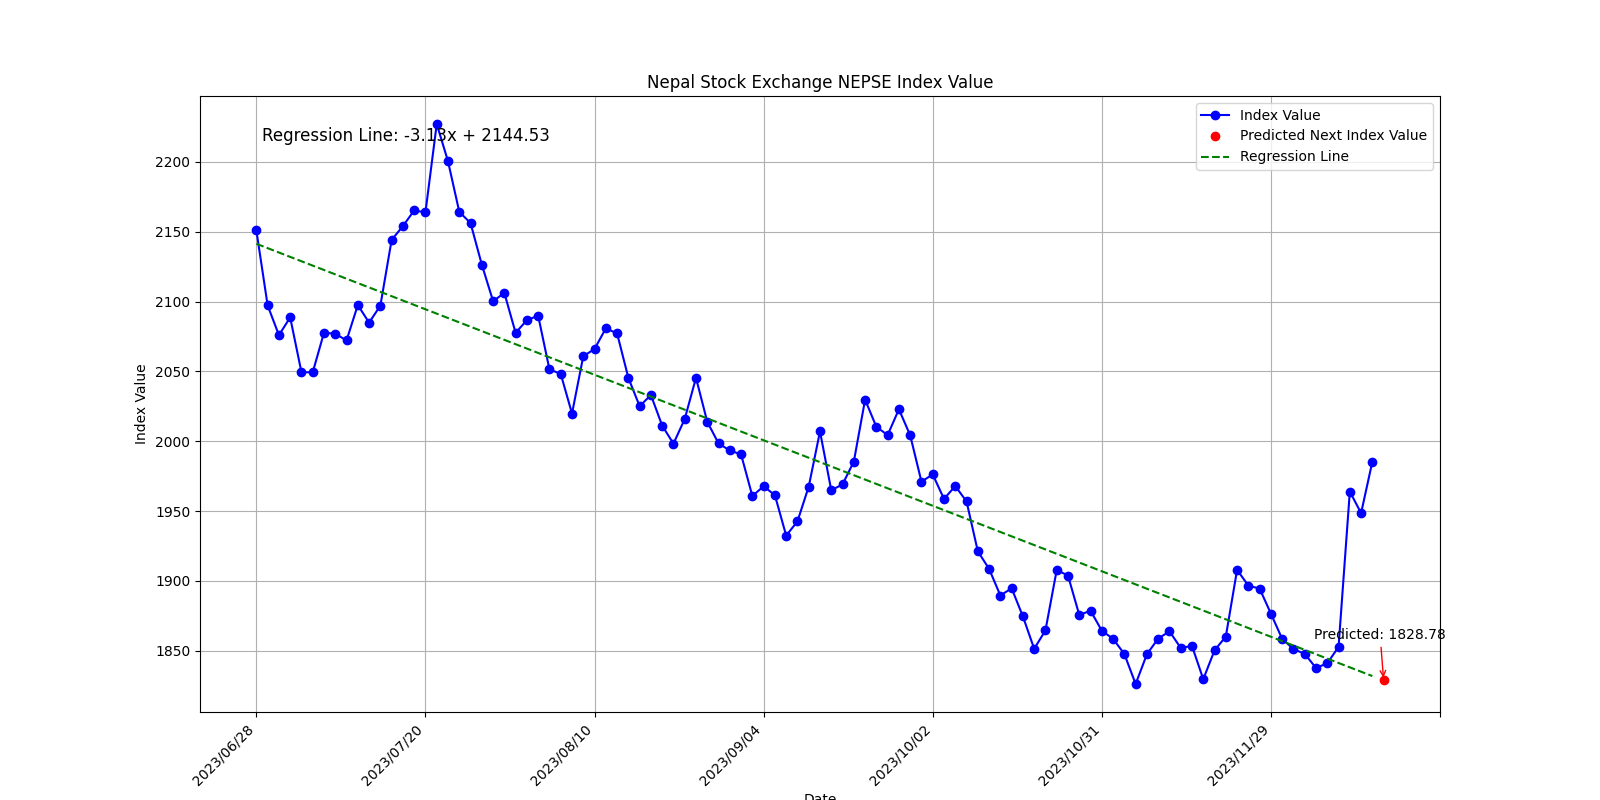 Nepal Stock Exchange NEPSE Index Value
Regression Line: -3.13x + 2144.53
Index Value
Predicted Next Index Value
Regression Line
2200
2150
2100
2050
2000
1950
1900
1850
Index Value
Predicted: 1828.78
2023/06/28
2023/07/20
2023/08/10
2023/09/04
2023/10/02
2023/10/31
2023/11/29
Date